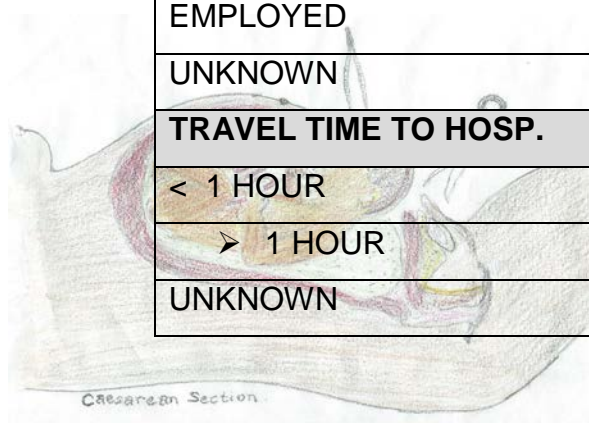 EMPLOYED
UNKNOWN
TRAVEL TIME TO HOSP.
< 1 HOUR
➢ 1 HOUR
UNKNOWN
Caesarean Section.